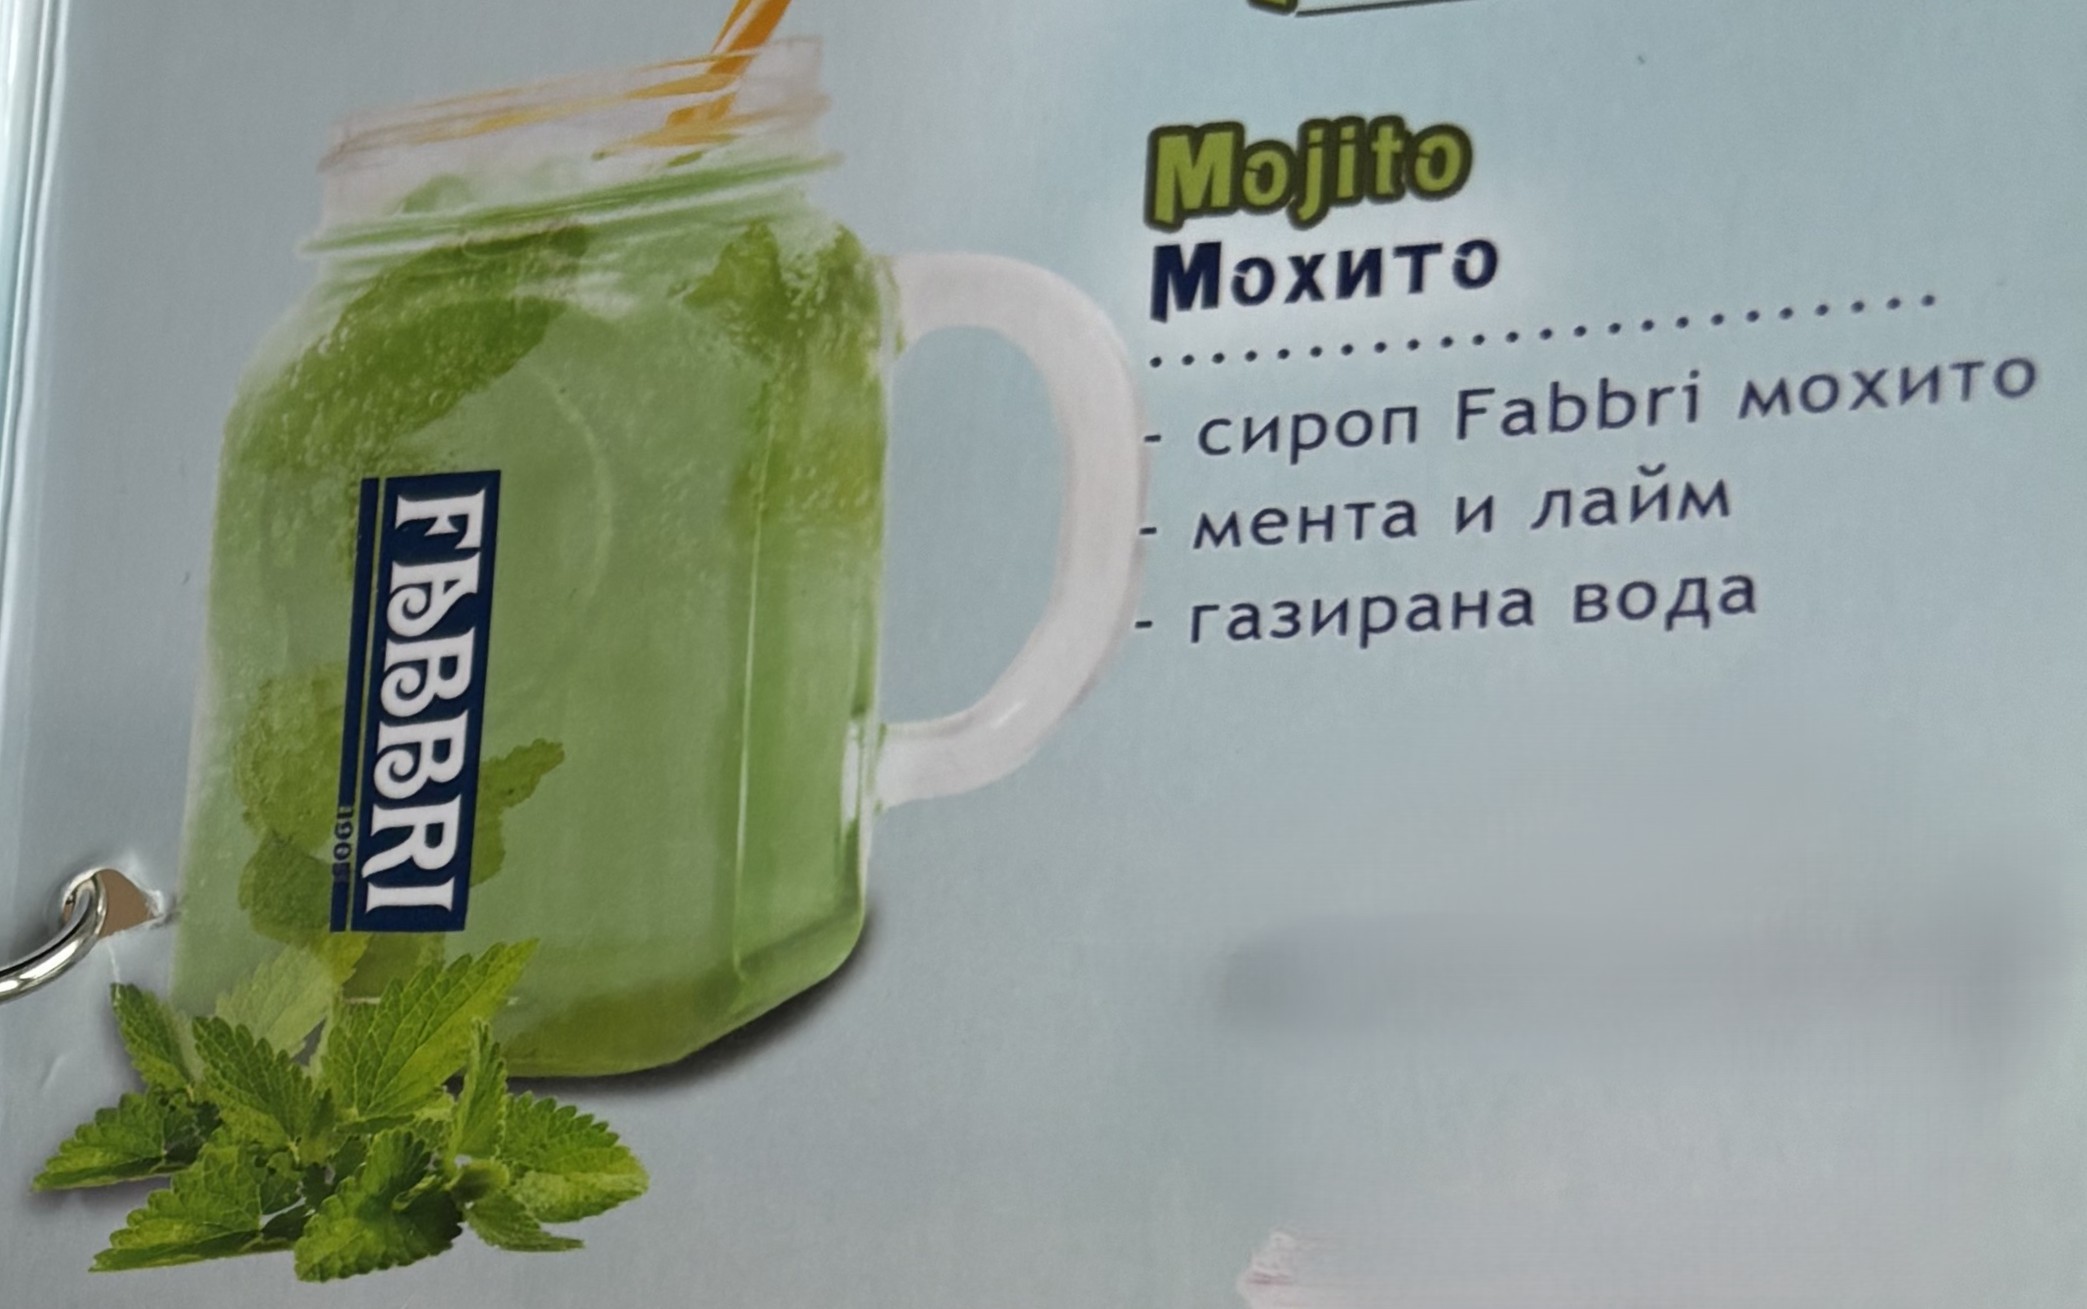 Mojito
Мохито
- сироп Fabbri мохито
- мента и лайм
- газирана вода
FABBRI
1905